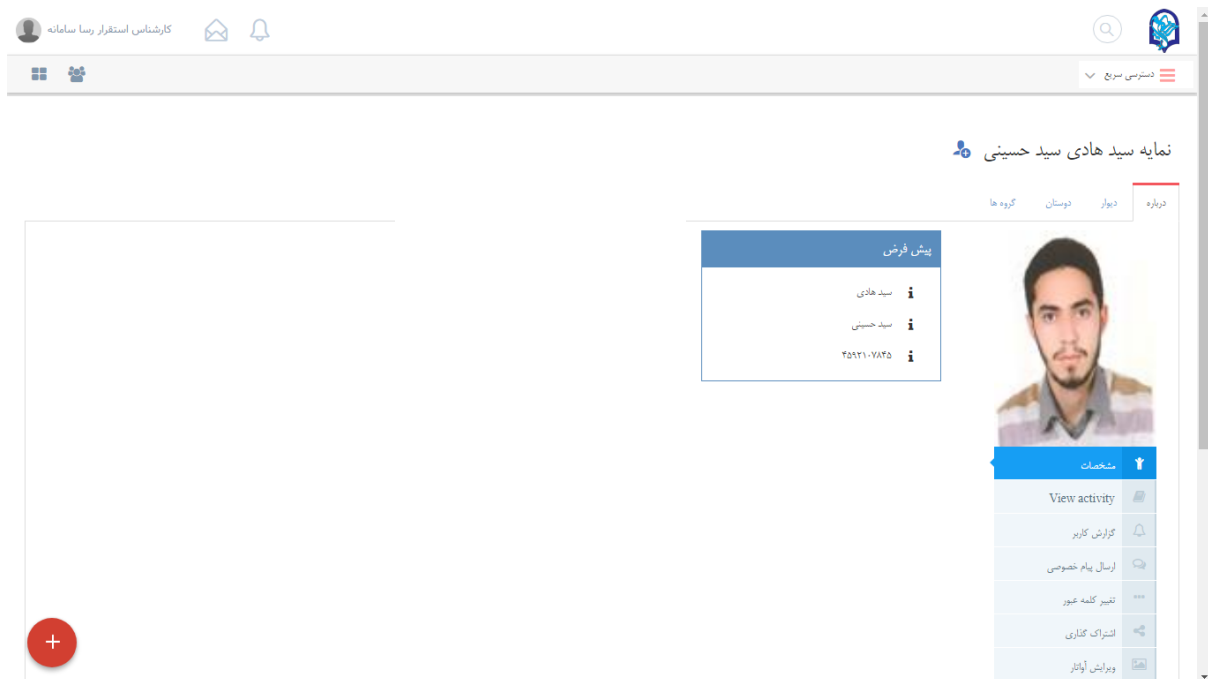 کارشناس استقرار رسا سامانه
دسترسی سریع
نمایه سید هادی سید حسینی
درباره دیوار دوستان گروه ها
پیش فرض
سید هادی
سید حسینی
۴۵۹۲۱۰۷۸۴۵
مشخصات
View activity
گزارش کاربر
ارسال پیام خصوصی
تغییر کلمه عبور
اشتراک گذاری
ویرایش آواتار